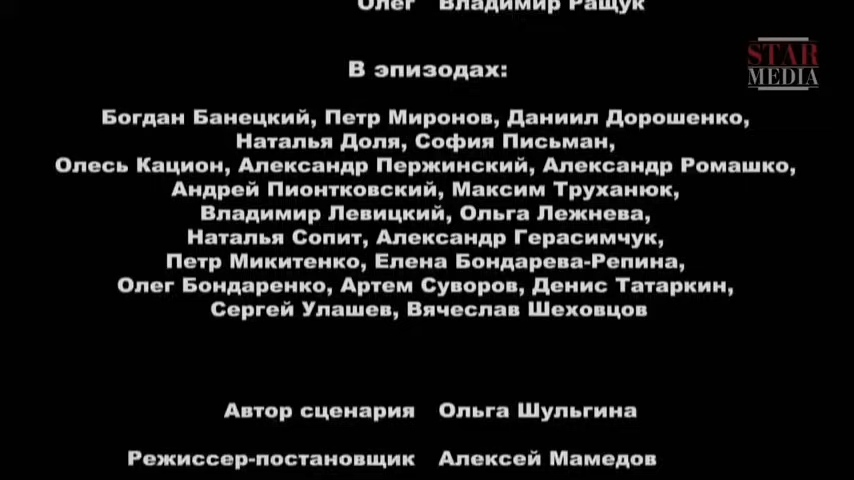 Олег Владимир Ращук
STAR
MEDIA
В эпизодах:
Богдан Банецкий, Петр Миронов, Даниил Дорошенко,
Наталья Доля, София Письман,
Олесь Кацион, Александр Пержинский, Александр Ромашко,
Андрей Пионтковский, Максим Труханюк,
Владимир Левицкий, Ольга Лежнева,
Наталья Сопит, Александр Герасимчук,
Петр Микитенко, Елена Бондарева-Репина,
Олег Бондаренко, Артем Суворов, Денис Татаркин,
Сергей Улашев, Вячеслав Шеховцов
Автор сценария Ольга Шульгина
Режиссер-постановщик Алексей Мамедов